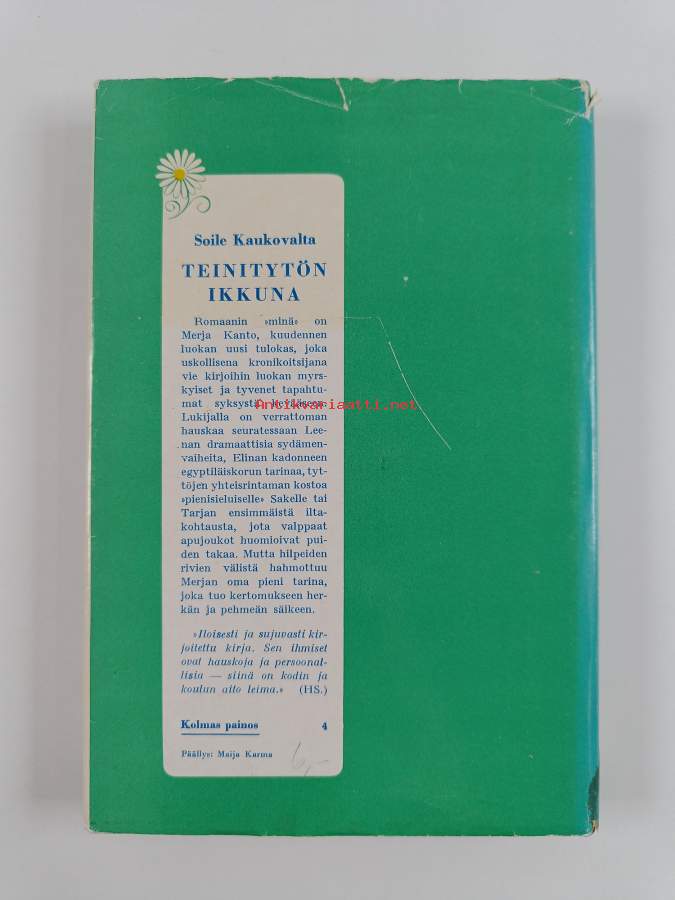 Soile Kaukovalta
TEINITYTÖN
IKKUNA
Romaanin »minä» on
Merja Kanto, kuudennen
luokan uusi tulokas, joka
uskollisena kronikoitsijana
vie kirjoihin luokan myrs-
kyiset ja tyvenet tapahtu-
mat syksystä kevääseen.
Antikvariaatti.net
Lukijalla on verrattoman
hauskaa seuratessaan Lee-
nan dramaattisia sydämen-
vaiheita, Elinan kadonneen
egyptiläiskorun tarinaa, tyt-
töjen yhteisrintaman kostoa
»pienisieluiselle» Sakelle tai
Tarjan ensimmäistä ilta-
kohtausta, jota valppaat
apujoukot huomioivat pui-
den takaa. Mutta hilpeiden
rivien välistä hahmottuu
Merjan oma pieni tarina,
joka tuo kertomukseen her-
kän ja pehmeän säikeen.
»Iloisesti ja sujuvasti kir-
joitettu kirja. Sen ihmiset
ovat hauskoja ja persoonal-
lisia — siinä on kodin ja
koulun aito leima.» (HS.)
Kolmas painos 4
Päällys: Maija Karma
6,-